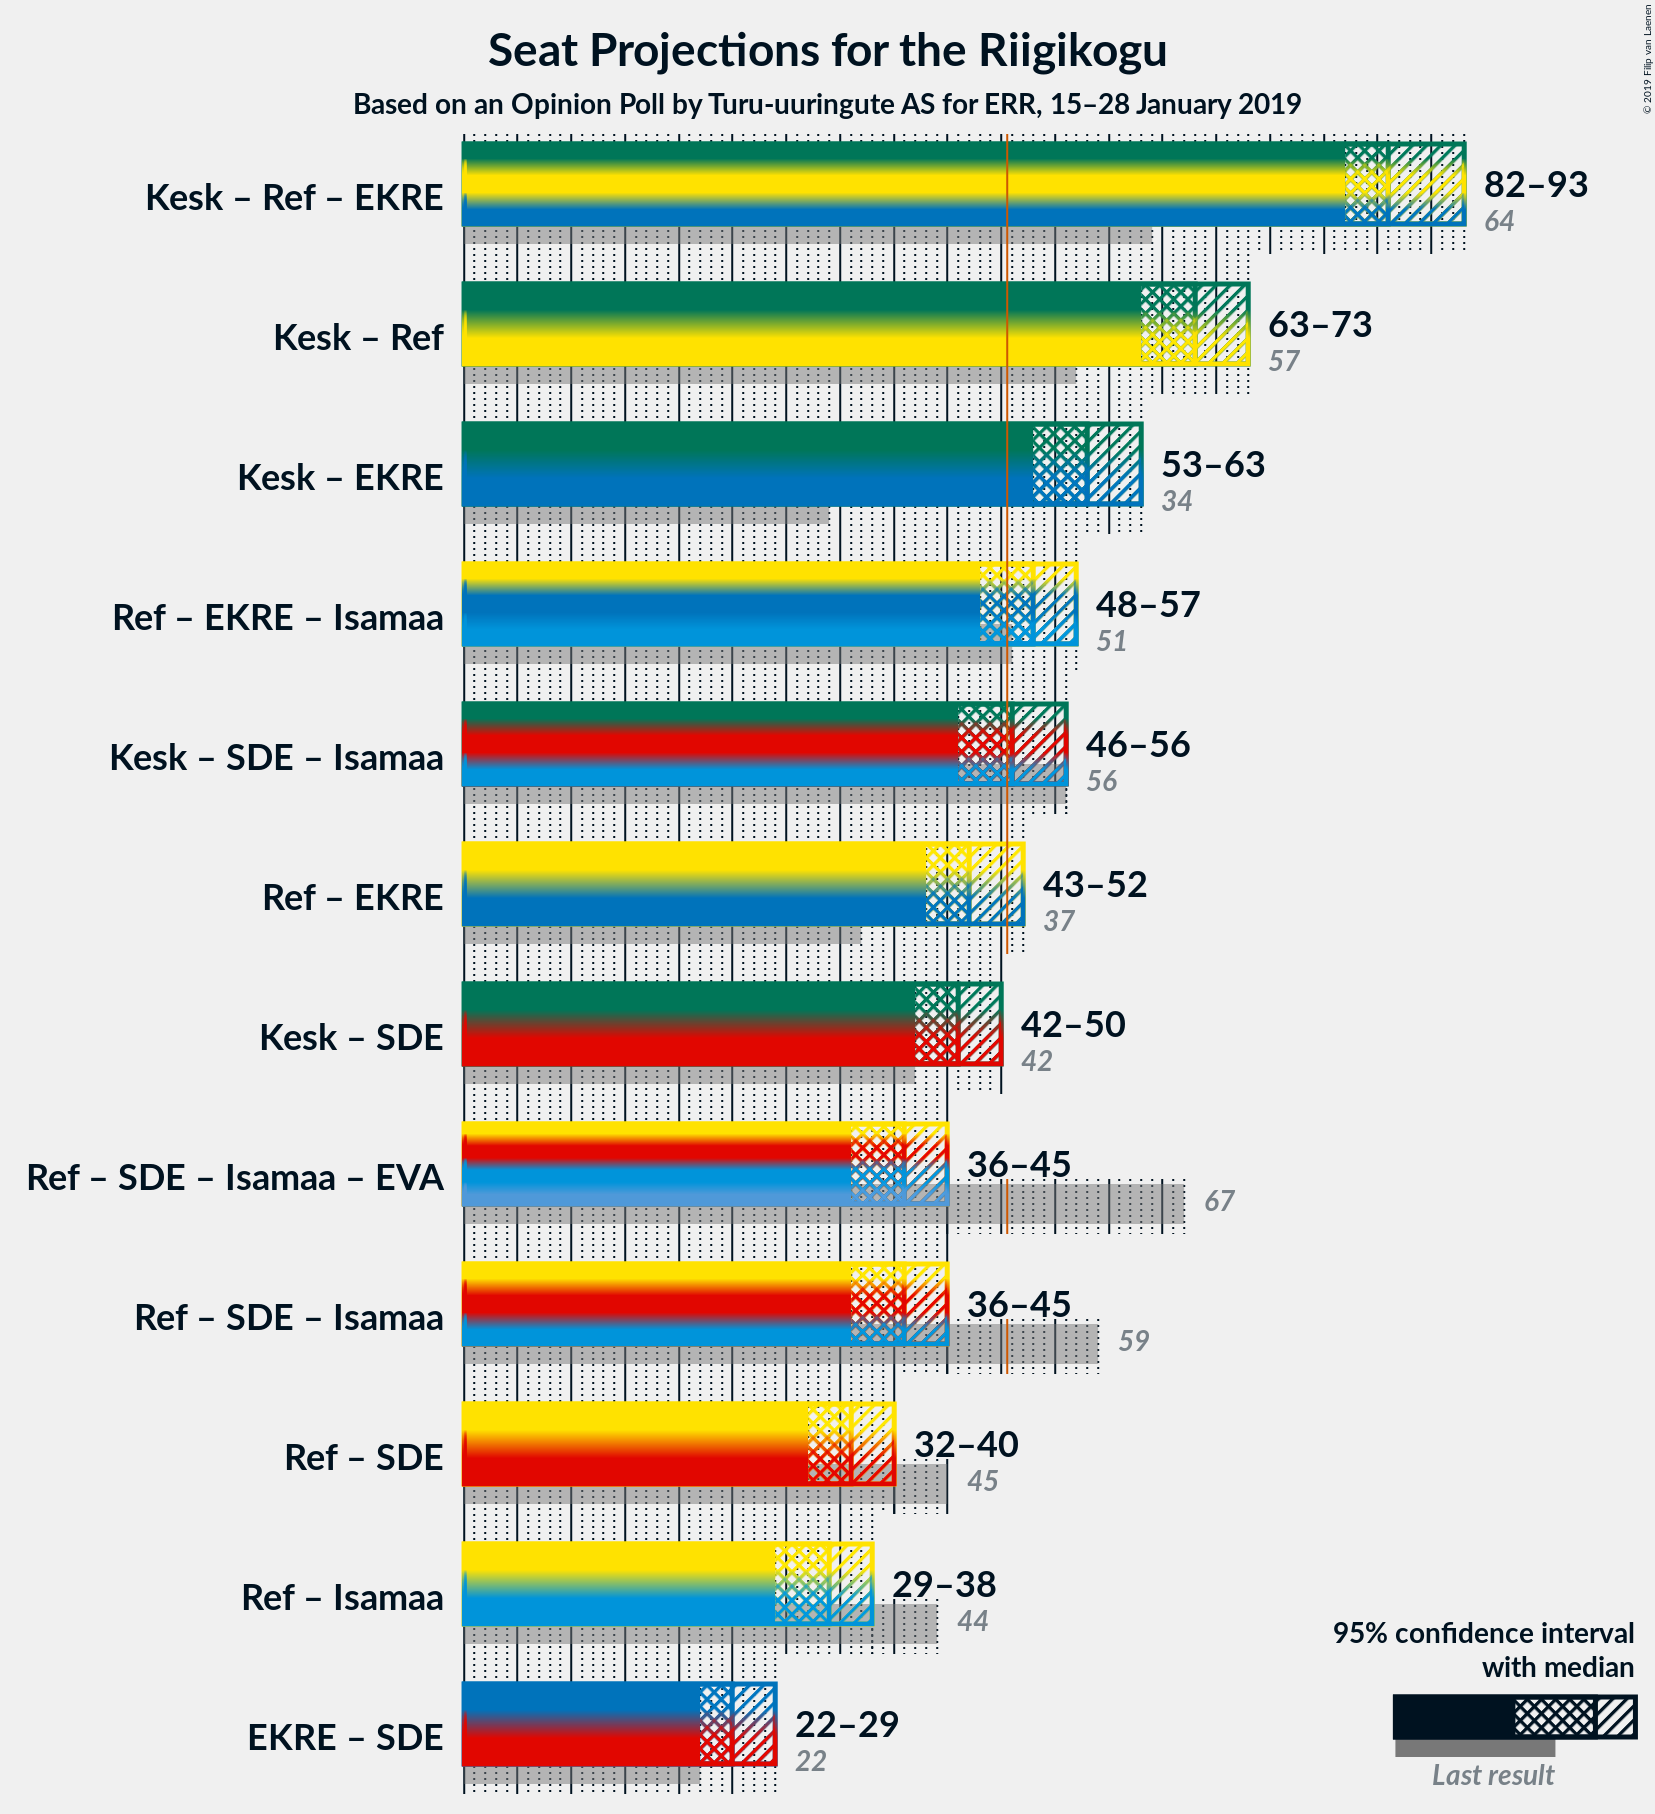 Seat Projections for the Riigikogu
Based on an Opinion Poll by Turu-uuringute AS for ERR, 15–28 January 2019
© 2019 Filip van Laenen
Kesk – Ref – EKRE
82–93
64
Kesk – Ref
63–73
57
Kesk – EKRE
53–63
34
Ref – EKRE – Isamaa
48–57
51
Kesk – SDE – Isamaa
46–56
56
Ref – EKRE
43–52
37
Kesk – SDE
42–50
42
Ref – SDE – Isamaa – EVA
36–45
67
Ref – SDE – Isamaa
36–45
59
Ref – SDE
32–40
45
Ref – Isamaa
29–38
44
EKRE – SDE
22–29
22
95% confidence interval
with median
Last result